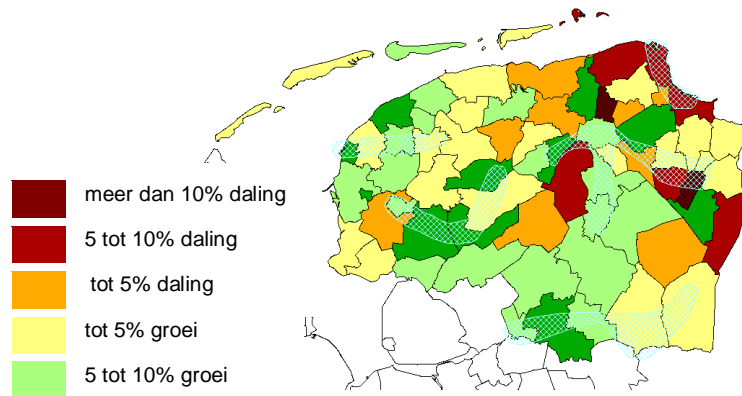 meer dan 10% daling
5 tot 10% daling
tot 5% daling
tot 5% groei
5 tot 10% groei